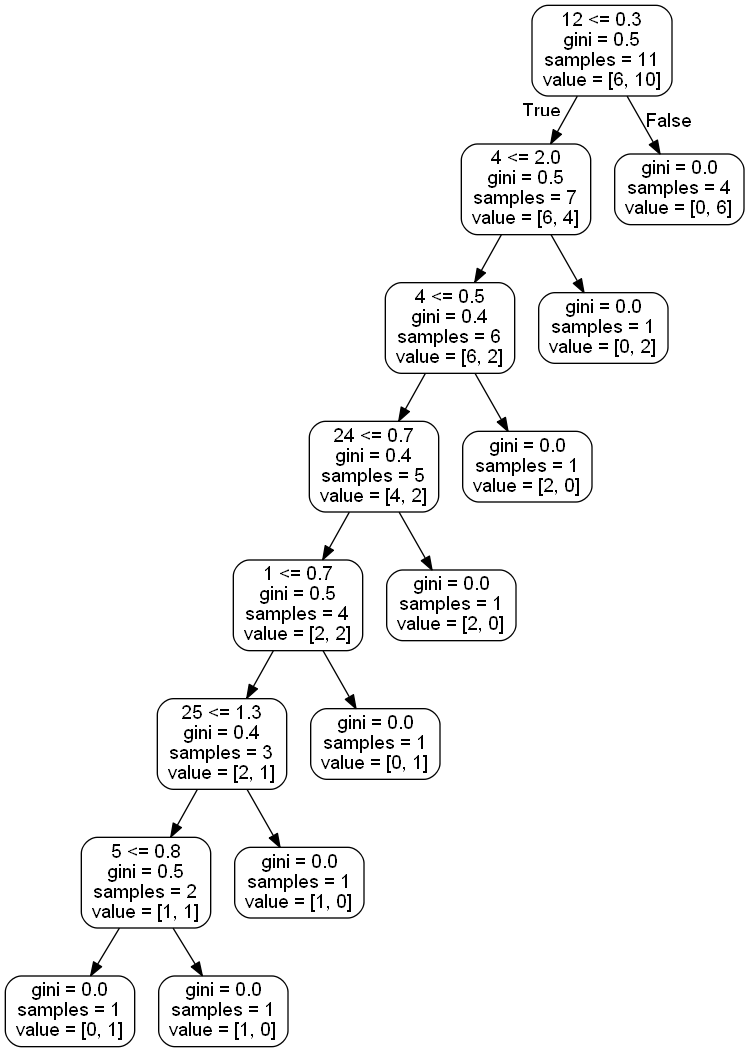 12 <= 0.3
gini = 0.5
samples = 11
value = [6, 10]
True
False
4 <= 2.0
gini = 0.5
samples = 7
value = [6, 4]
gini = 0.0
samples = 4
value = [0, 6]
4 <= 0.5
gini = 0.4
samples = 6
value = [6, 2]
gini = 0.0
samples = 1
value = [0, 2]
24 <= 0.7
gini = 0.4
samples = 5
value = [4, 2]
gini = 0.0
samples = 1
value = [2, 0]
1 <= 0.7
gini = 0.5
samples = 4
value = [2, 2]
gini = 0.0
samples = 1
value = [2, 0]
25 <= 1.3
gini = 0.4
samples = 3
value = [2, 1]
gini = 0.0
samples = 1
value = [0, 1]
5 <= 0.8
gini = 0.5
samples = 2
value = [1, 1]
gini = 0.0
samples = 1
value = [1, 0]
gini = 0.0
samples = 1
value = [0, 1]
gini = 0.0
samples = 1
value = [1, 0]